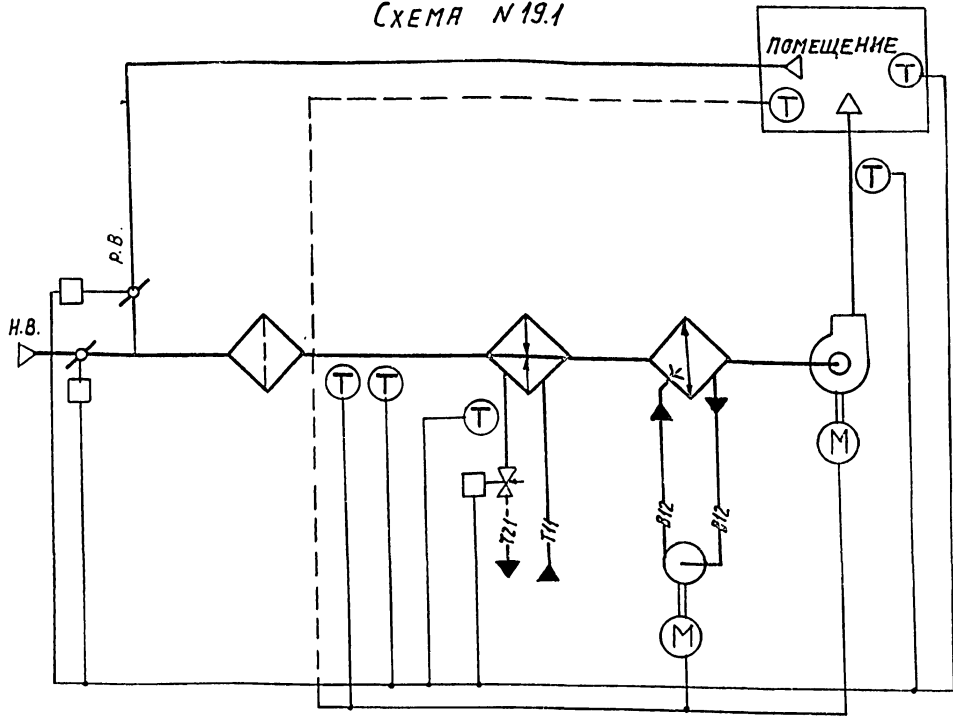 Схема N 19.1
ПОМЕЩЕНИЕ
Т
Т
Т
Р.В.
Н.В.
Т
Т
Т
М
Т21
Т11
В12
В12
М